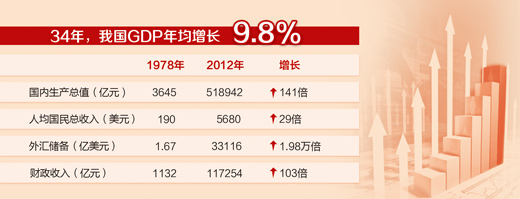 34年，我国GDP年均增长 9.8%
1978年 2012年 增长
国内生产总值（亿元） 3645 518942 141倍
人均国民总收入（美元） 190 5680 29倍
外汇储备（亿美元） 1.67 33116 1.98万倍
财政收入（亿元） 1132 117254 103倍